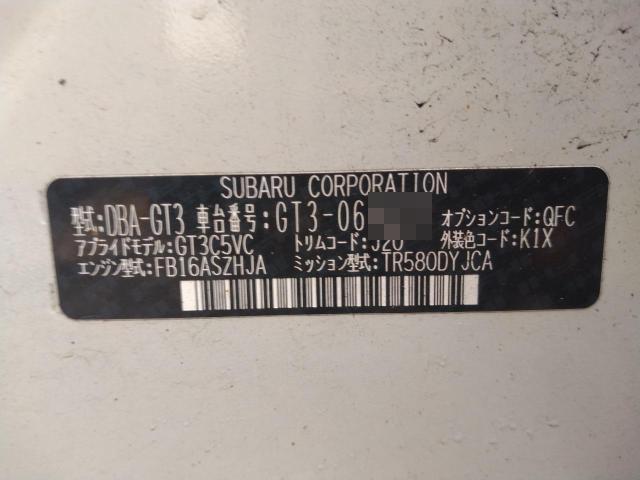 SUBARU CORPORATION
型式:DBA-GT3 車台番号:GT3-06 オプションコード:QFC
アプライドモデル:GT3C5VC トリムコード:J20 外装色コード:K1X
エンジン型式:FB16ASZHJA ミッション型式:TR580DYJCA